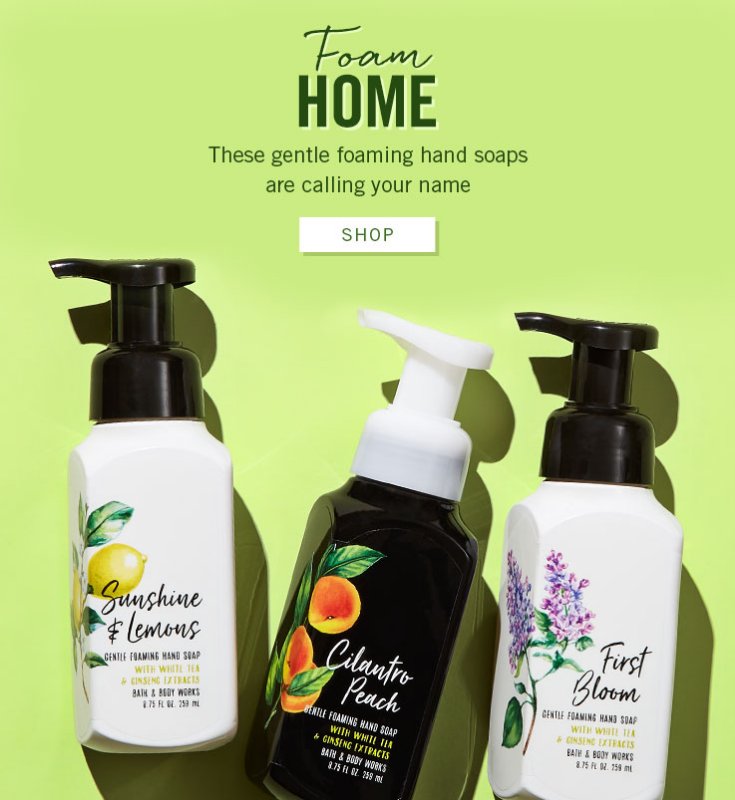 Foam
HOME
These gentle foaming hand soaps
are calling your name
SHOP
Sunshine
& Lemons
GENTLE FOAMING HAND SOAP
WITH WHITE TEA
& GINSENG EXTRACTS
BATH & BODY WORKS
8.75 FL OZ. 259 mL
Cilantro
Peach
GENTLE FOAMING HAND SOAP
WITH WHITE TEA
& GINSENG EXTRACTS
BATH & BODY WORKS
8.75 FL OZ. 259 mL
First
Bloom
GENTLE FOAMING HAND SOAP
WITH WHITE TEA
& GINSENG EXTRACTS
BATH & BODY WORKS
8.75 FL OZ. 259 mL